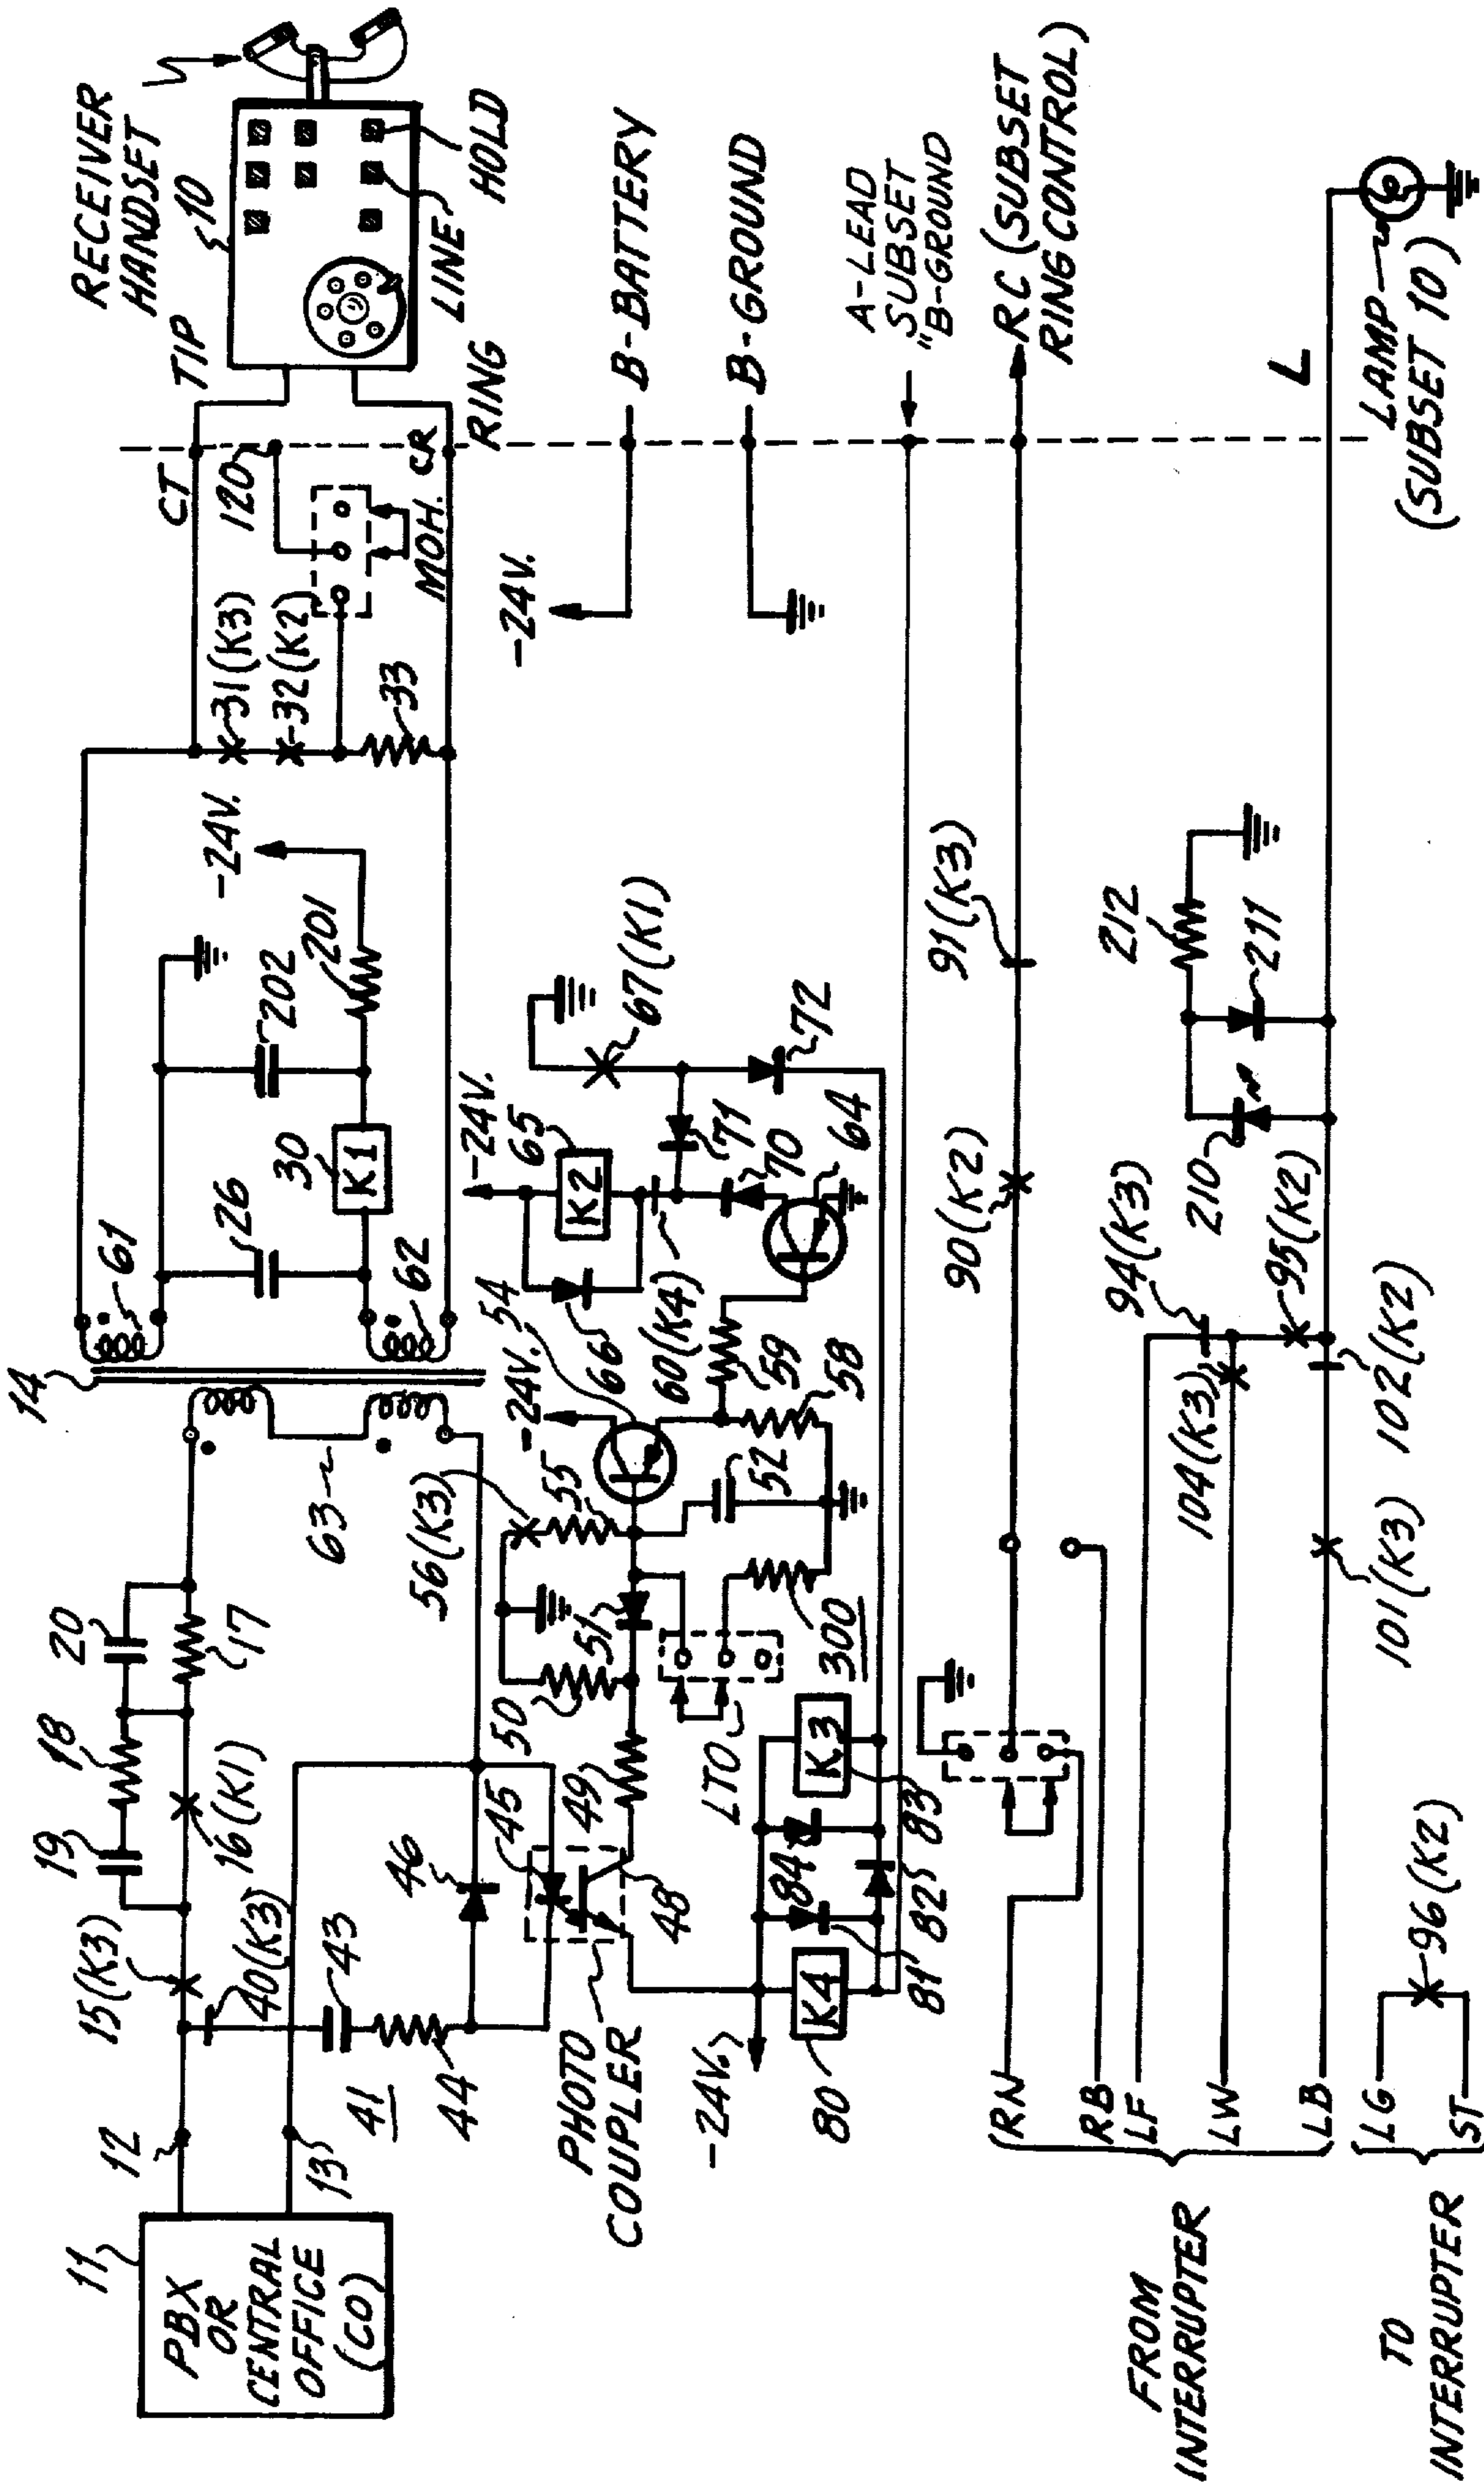 11
PBX
OR
CENTRAL
OFFICE
(CO)
12
13
15(K3)
19
18
20
16(K1)
17
14
63
61
62
26
30
K1
202
201
-24V.
31(K3)
32(K2)
33
CT
120
MOH.
CR
TIP
RING
RECEIVER
HANDSET
10
LINE
HOLD
40(K3)
43
41
44
46
45
PHOTO
COUPLER
48
49
50
51
LTO
300
56(K3)
55
52
-24V.
54
58
59
66
60(K4)
-24V.
65
K2
71
70
64
67(K1)
72
-24V.
B-BATTERY
B-GROUND
A-LEAD
SUBSET
"B-GROUND
-24V.
80
K4
81'
82
84
83
K3
90(K2)
91(K3)
RC (SUBSET
RING CONTROL)
FROM
INTERRUPTER
RN
RB
LF
LW
LB
104(K3)
94(K3)
95(K2)
101(K3)
102(K2)
210
211
212
L
LAMP
(SUBSET 10)
TO
INTERRUPTER
LG
ST
96(K2)